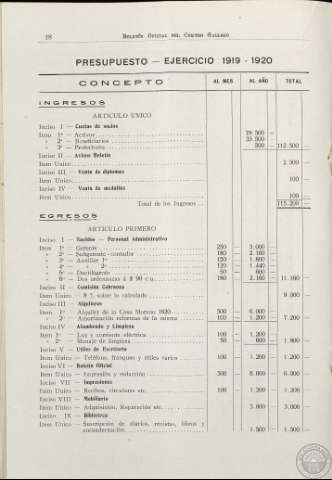 18 BOLETÍN OFICIAL DEL CENTRO GALLEGO
PRESUPUESTO — EJERCICIO 1919 - 1920
CONCEPTO AL MES AL AÑO TOTAL
INGRESOS
ARTICULO UNICO
Inciso I — Cuotas de socios
Item 1º — Activos
» 2º — Beneficiarios
» 3º — Protectores 500 — 112.500 —
Inciso II — Avisos Boletín
Item Unico 2.500 —
Inciso III — Venta de diplomas
Item Unico 100 —
Inciso IV — Venta de medallas
Item Unico 100 —
Total de los Ingresos 115.200 —
EGRESOS
ARTICULO PRIMERO
Inciso I — Sueldos — Personal Administrativo
Item 1º — Gerente 250 — 3.000 —
» 2º — Subgerente-contador 180 — 2.160 —
» 3º — Auxiliar 1º 150 — 1.800 —
» 4º — » 2º 120 — 1.440 —
» 5º — Dactilógrafo 50 — 600 —
» 6º — Dos ordenanzas á $ 90 c/u. 180 — 2.160 — 11.160 —
Inciso II — Comisión Cobranza
Item Unico — 8 % sobre lo calculado 9.000 —
Inciso III — Alquileres
Item 1º — Alquiler de la Casa Moreno 1270 500 — 6.000 —
» 2º — Amortización reformas de la misma 100 — 1.200 — 7.200 —
Inciso IV — Alumbrado y Limpieza
Item 1º — Luz y corriente eléctrica 100 — 1.200 —
» 2º — Menaje de limpieza 50 — 600 — 1.800 —
Inciso V — Utiles de Escritorio
Item Unico — Teléfono, franqueo y útiles varios 100 — 1.200 — 1.200 —
Inciso VI — Boletín Oficial
Item Unico — Impresión y redacción 500 — 6.000 — 6.000 —
Inciso VII — Impresiones
Item Unico — Recibos, circulares etc. 100 — 1.200 — 1.200 —
Inciso VIII — Mobiliario
Item Unico — Adquisición, Reparación etc. 3.000 — 3.000 —
Inciso IX — Biblioteca
Item Unico — Suscripción de diarios, revistas, libros y
encuadernación 1.500 — 1.500 —